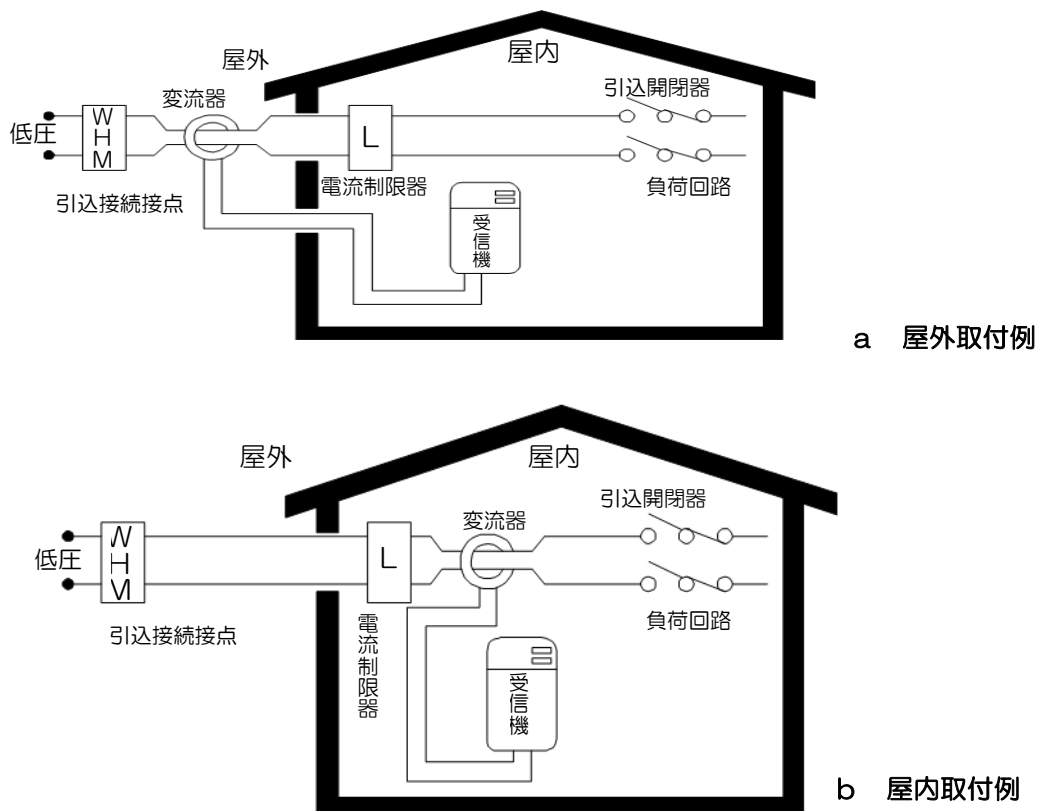 屋外
屋内
変流器
引込開閉器
低圧
WHM
L
引込接続接点
電流制限器
負荷回路
受信機
a 屋外取付例
屋外
屋内
引込開閉器
変流器
低圧
WHM
L
引込接続接点
電流制限器
負荷回路
受信機
b 屋内取付例